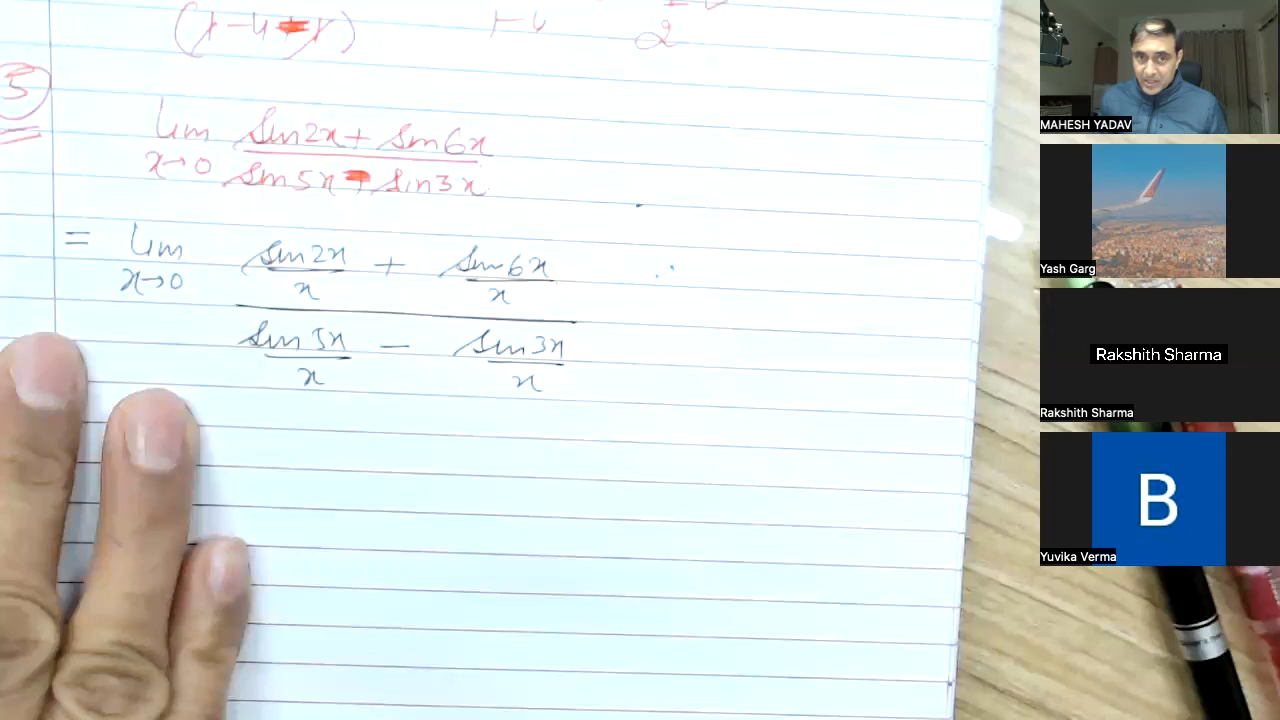 5
lim sin2x + sin6x
x→0 sin5x - sin3x
= lim sin2x + sin6x
x→0 x x
sin5x - sin3x
x x
MAHESH YADAV
Yash Garg
Rakshith Sharma
Rakshith Sharma
B
Yuvika Verma